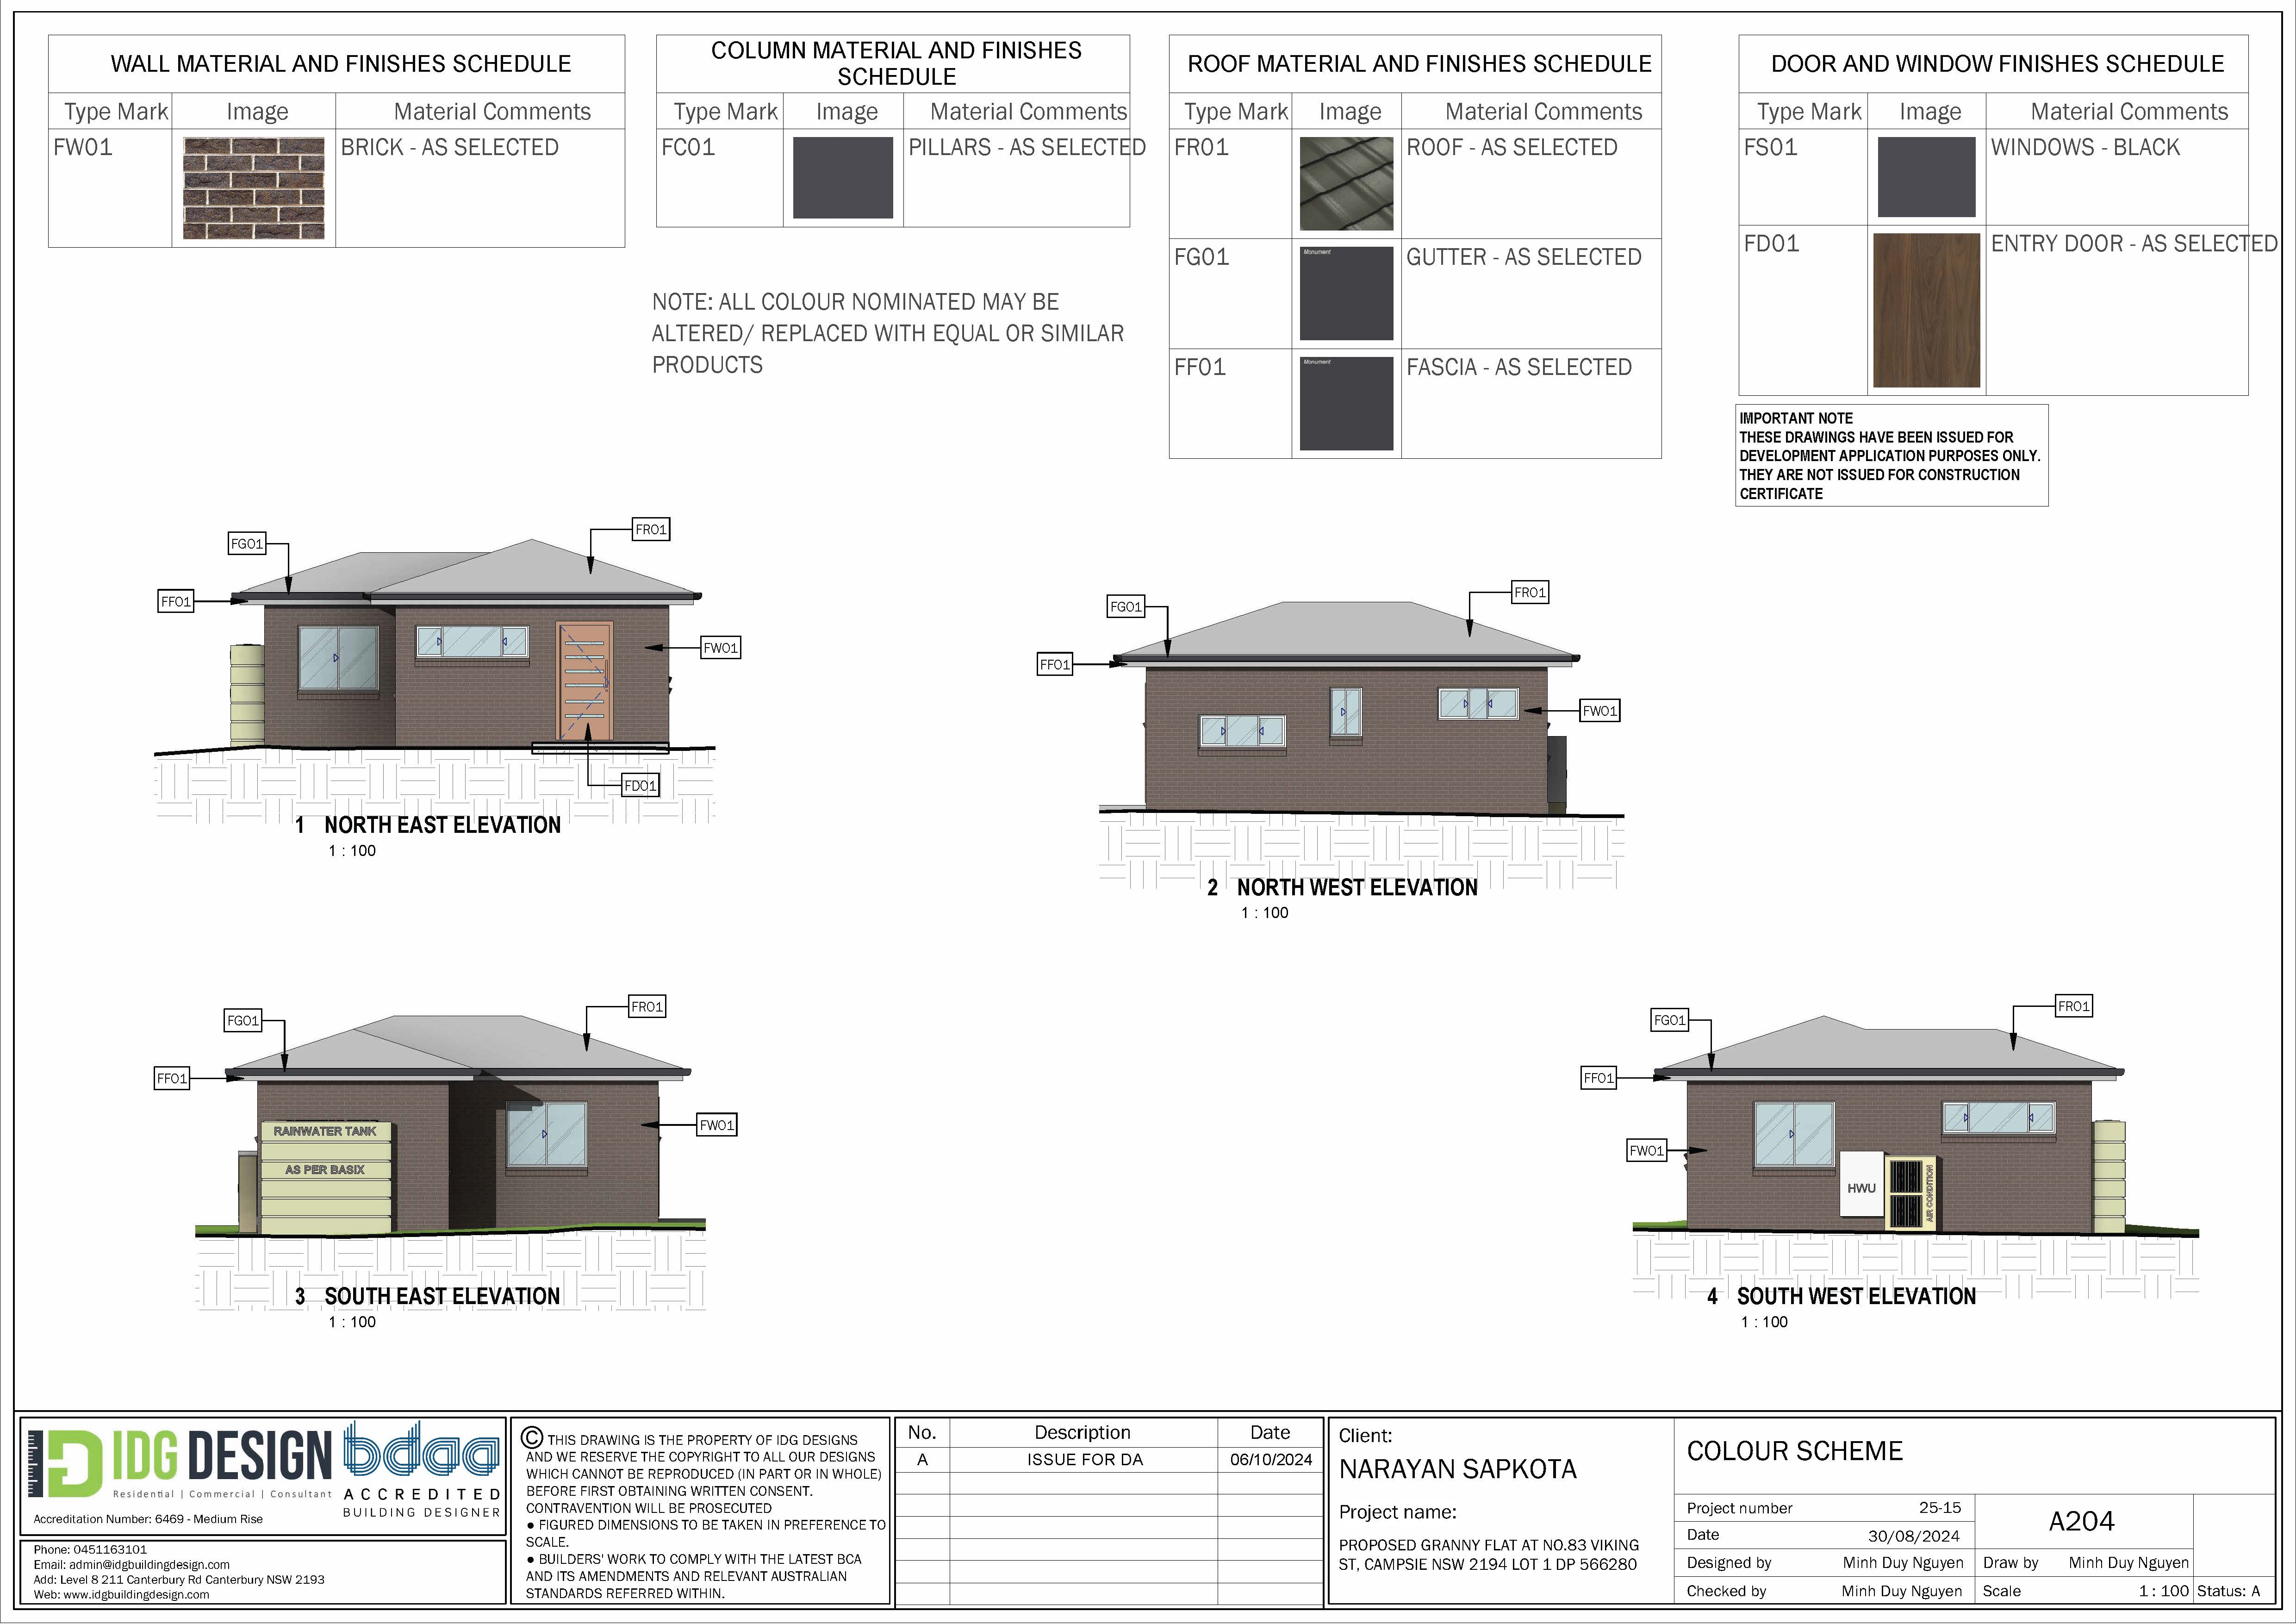 WALL MATERIAL AND FINISHES SCHEDULE
Type Mark Image Material Comments
FW01 BRICK - AS SELECTED
COLUMN MATERIAL AND FINISHES
SCHEDULE
Type Mark Image Material Comments
FC01 PILLARS - AS SELECTED
NOTE: ALL COLOUR NOMINATED MAY BE
ALTERED/ REPLACED WITH EQUAL OR SIMILAR
PRODUCTS
ROOF MATERIAL AND FINISHES SCHEDULE
Type Mark Image Material Comments
FR01 ROOF - AS SELECTED
FG01 Monument GUTTER - AS SELECTED
FF01 Monument FASCIA - AS SELECTED
DOOR AND WINDOW FINISHES SCHEDULE
Type Mark Image Material Comments
FS01 WINDOWS - BLACK
FD01 ENTRY DOOR - AS SELECTED
IMPORTANT NOTE
THESE DRAWINGS HAVE BEEN ISSUED FOR
DEVELOPMENT APPLICATION PURPOSES ONLY.
THEY ARE NOT ISSUED FOR CONSTRUCTION
CERTIFICATE
FR01
FG01
FF01
FW01
FD01
1 NORTH EAST ELEVATION
1 : 100
FR01
FG01
FF01
FW01
2 NORTH WEST ELEVATION
1 : 100
FR01
FG01
FF01
FW01
RAINWATER TANK
AS PER BASIX
3 SOUTH EAST ELEVATION
1 : 100
FR01
FG01
FF01
FW01
HWU
AIR CONDITION
4 SOUTH WEST ELEVATION
1 : 100
IDG DESIGN
Residential | Commercial | Consultant
bdaa
ACCREDITED
BUILDING DESIGNER
Accreditation Number: 6469 - Medium Rise
Phone: 0451163101
Email: admin@idgbuildingdesign.com
Add: Level 8 211 Canterbury Rd Canterbury NSW 2193
Web: www.idgbuildingdesign.com
© THIS DRAWING IS THE PROPERTY OF IDG DESIGNS
AND WE RESERVE THE COPYRIGHT TO ALL OUR DESIGNS
WHICH CANNOT BE REPRODUCED (IN PART OR IN WHOLE)
BEFORE FIRST OBTAINING WRITTEN CONSENT.
CONTRAVENTION WILL BE PROSECUTED
● FIGURED DIMENSIONS TO BE TAKEN IN PREFERENCE TO
SCALE.
● BUILDERS' WORK TO COMPLY WITH THE LATEST BCA
AND ITS AMENDMENTS AND RELEVANT AUSTRALIAN
STANDARDS REFERRED WITHIN.
No. Description Date
A ISSUE FOR DA 06/10/2024
Client:
NARAYAN SAPKOTA
Project name:
PROPOSED GRANNY FLAT AT NO.83 VIKING
ST, CAMPSIE NSW 2194 LOT 1 DP 566280
COLOUR SCHEME
Project number 25-15
Date 30/08/2024
A204
Designed by Minh Duy Nguyen Draw by Minh Duy Nguyen
Checked by Minh Duy Nguyen Scale 1 : 100 Status: A